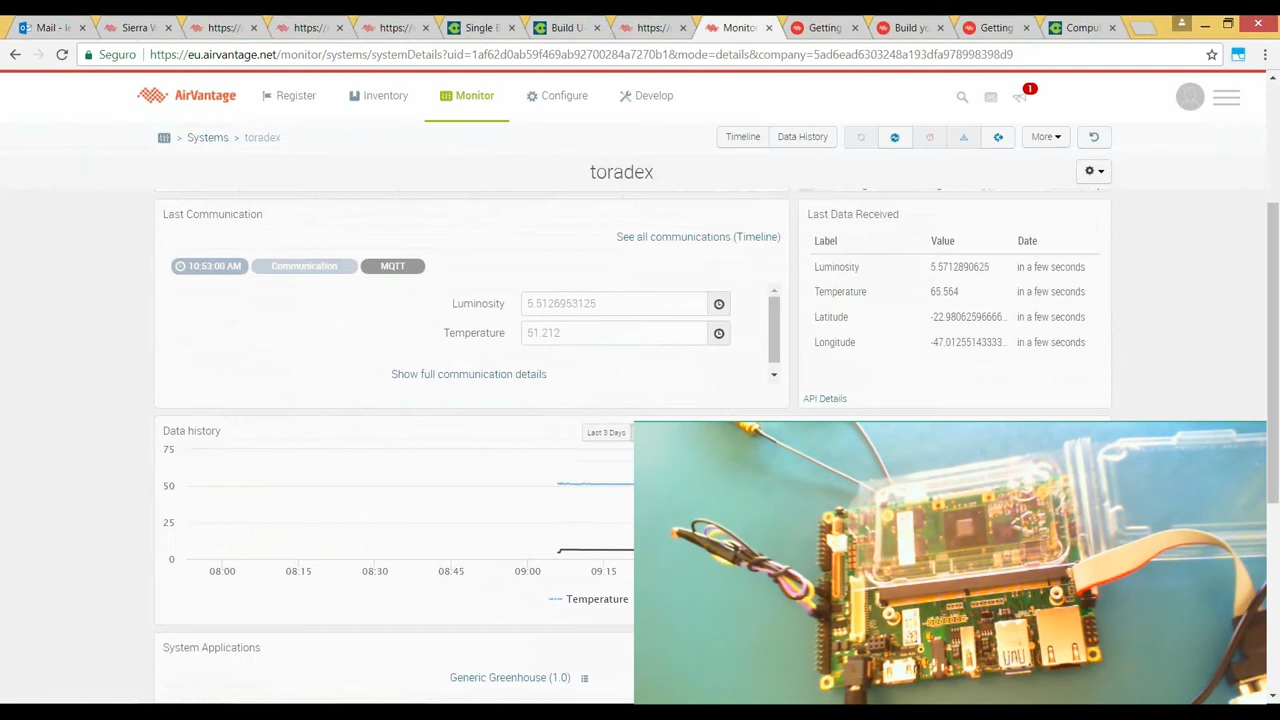 Mail - le
Sierra W
https:/
https:/
https:/
Single B
Build U
https:/
Monito
Getting
Build yo
Getting
Comput
Seguro
https://eu.airvantage.net/monitor/systems/systemDetails?uid=1af62d0ab59f469ab92700284a7270b1&mode=details&company=5ad6ead6303248a193dfa978998398d9
AirVantage
Register
Inventory
Monitor
Configure
Develop
1
> Systems > toradex
Timeline
Data History
More
toradex
Last Communication
See all communications (Timeline)
10:53:00 AM
Communication
MQTT
Luminosity
5.5126953125
Temperature
51.212
Show full communication details
Last Data Received
Label Value Date
Luminosity 5.5712890625 in a few seconds
Temperature 65 564 in a few seconds
Latitude -22.98062596666... in a few seconds
Longitude -47.01255143333... in a few seconds
API Details
Data history
Last 3 Days
75
50
25
0
08:00 08:15 08:30 08:45 09:00 09:15
Temperature
System Applications
Generic Greenhouse (1.0)